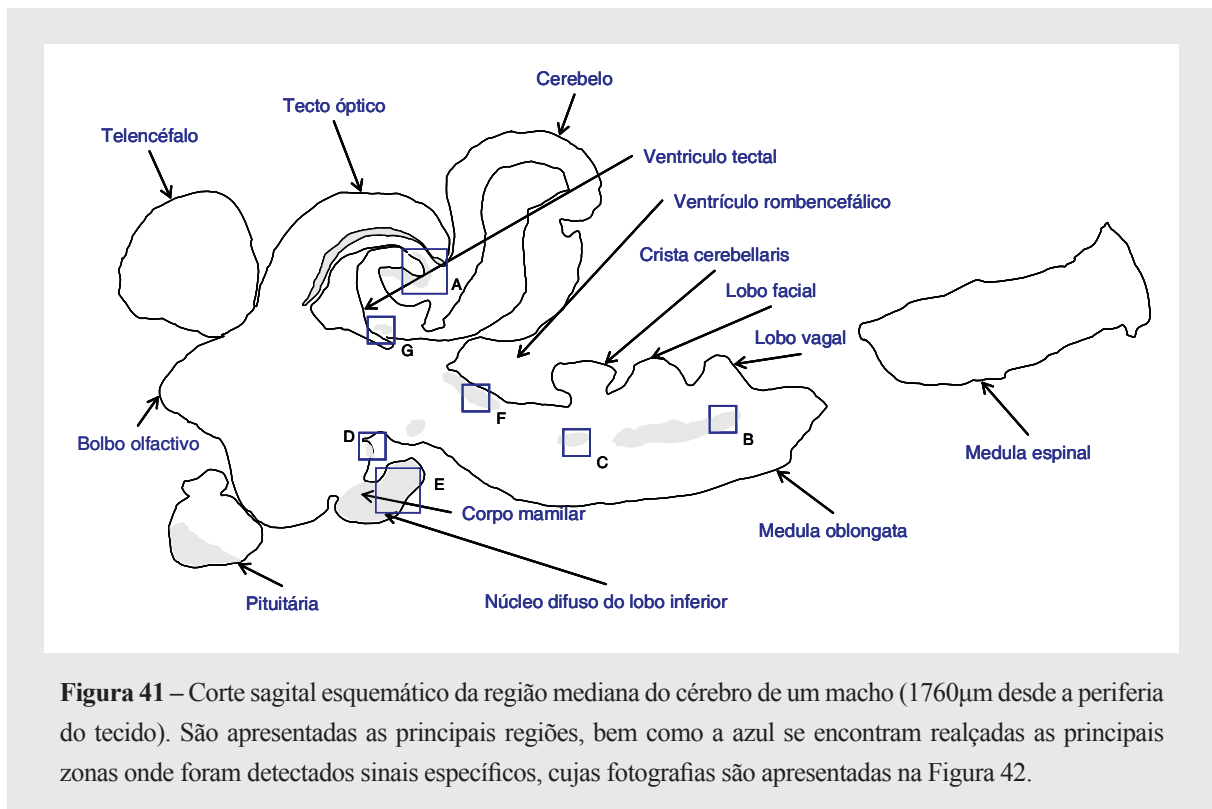 Cerebelo
Tecto óptico
Telencéfalo
Ventriculo tectal
Ventrículo rombencefálico
Crista cerebellaris
Lobo facial
Lobo vagal
A
G
F
B
D
C
E
Bolbo olfactivo
Medula espinal
Corpo mamilar
Medula oblongata
Pituitária
Núcleo difuso do lobo inferior
Figura 41 – Corte sagital esquemático da região mediana do cérebro de um macho (1760μm desde a periferia
do tecido). São apresentadas as principais regiões, bem como a azul se encontram realçadas as principais
zonas onde foram detectados sinais específicos, cujas fotografias são apresentadas na Figura 42.